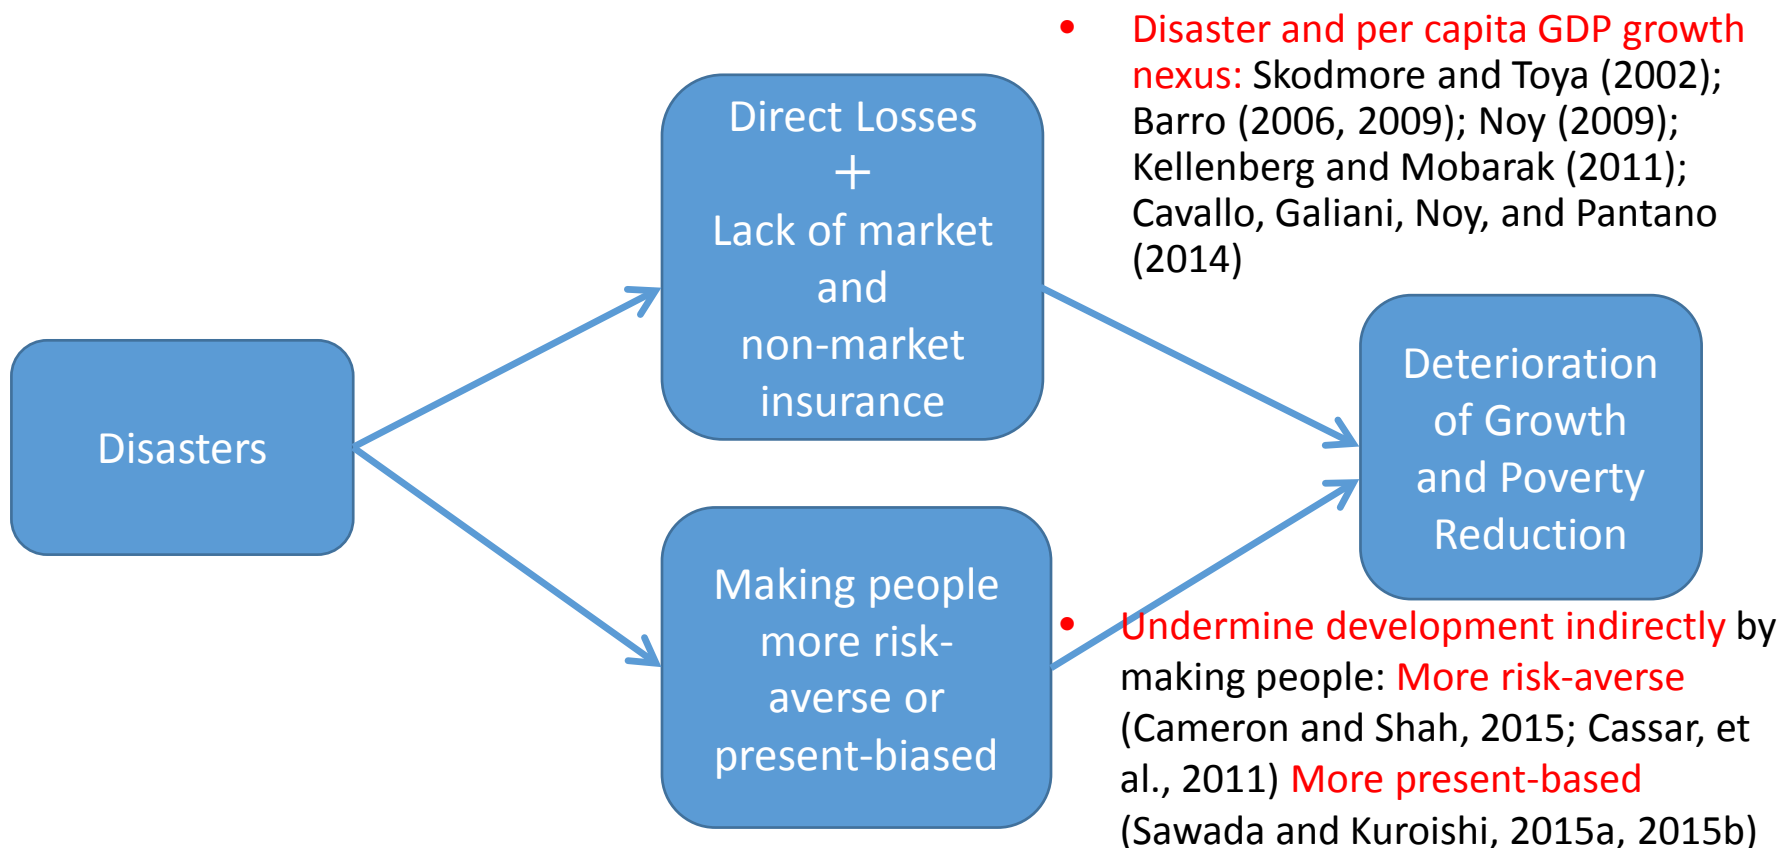 • Disaster and per capita GDP growth
nexus: Skodmore and Toya (2002);
Barro (2006, 2009); Noy (2009);
Kellenberg and Mobarak (2011);
Cavallo, Galiani, Noy, and Pantano
(2014)
Direct Losses
+
Lack of market
and
non-market
insurance
Disasters
Deterioration
of Growth
and Poverty
Reduction
Making people
more risk-
averse or
present-biased
• Undermine development indirectly by
making people: More risk-averse
(Cameron and Shah, 2015; Cassar, et
al., 2011) More present-based
(Sawada and Kuroishi, 2015a, 2015b)